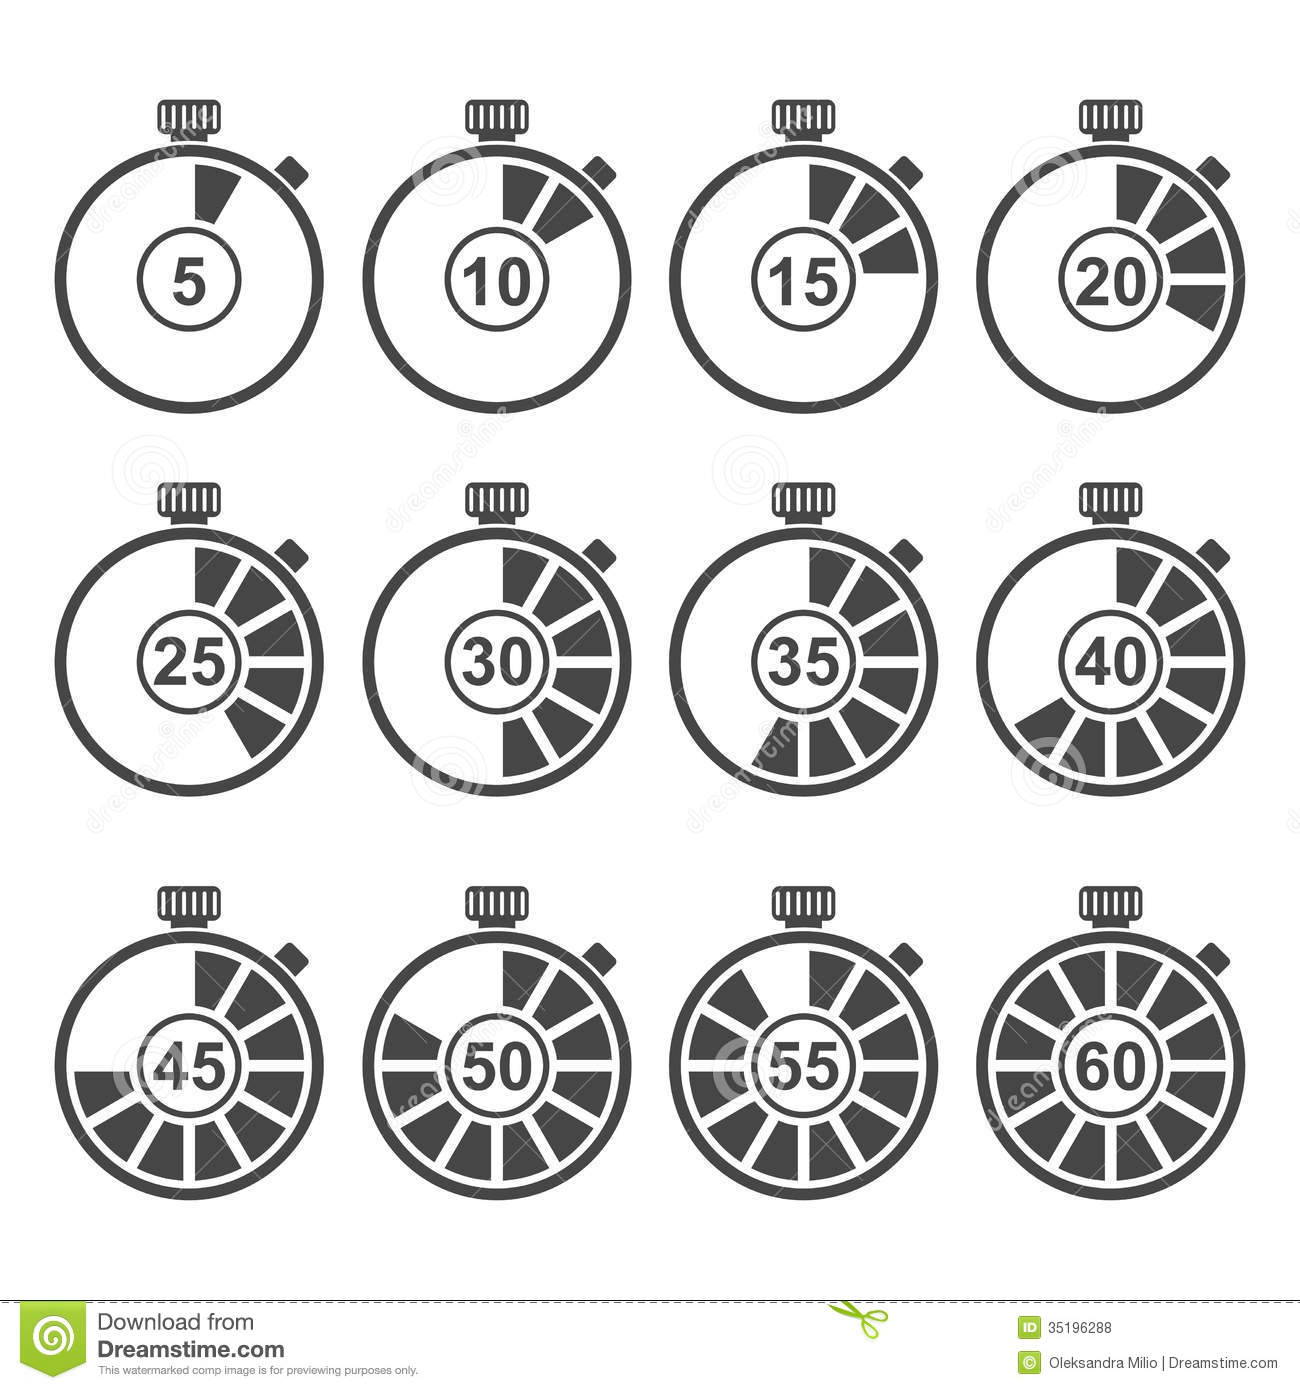 5 10 15 20
25 30 35 40
45 50 55 60
Download from
Dreamstime.com
This watermarked comp image is for previewing purposes only.
ID 35196288
© Oleksandra Milio | Dreamstime.com